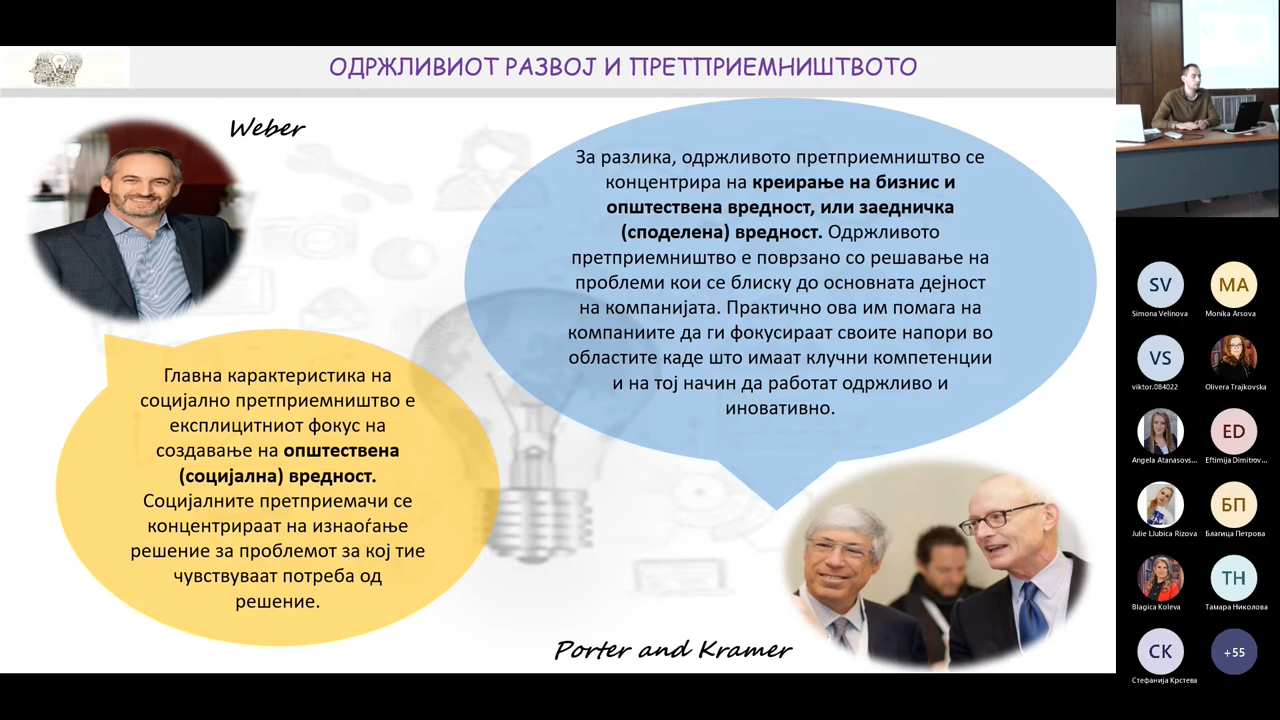 ОДРЖЛИВИОТ РАЗВОЈ И ПРЕТПРИЕМНИШТВОТО
Weber
За разлика, одржливото претприемништво се
концентрира на креирање на бизнис и
општествена вредност, или заедничка
(споделена) вредност. Одржливото
претприемништво е поврзано со решавање на
проблеми кои се блиску до основната дејност
на компанијата. Практично ова им помага на
компаниите да ги фокусираат своите напори во
областите каде што имаат клучни компетенции
и на тој начин да работат одржливо и
иновативно.
Главна карактеристика на
социјално претприемништво е
експлицитниот фокус на
создавање на општествена
(социјална) вредност.
Социјалните претприемачи се
концентрираат на изнаоѓање
решение за проблемот за кој тие
чувствуваат потреба од
решение.
Porter and Kramer
SV
Simona Velinova
MA
Monika Arsova
VS
viktor.084022
Olivera Trajkovska
Angela Atanasovs...
ED
Eftimija Dimitrov...
Julie LJubica Rizova
БП
Благица Петрова
Blagica Koleva
ТН
Тамара Николова
СК
Стефанија Крстева
+55